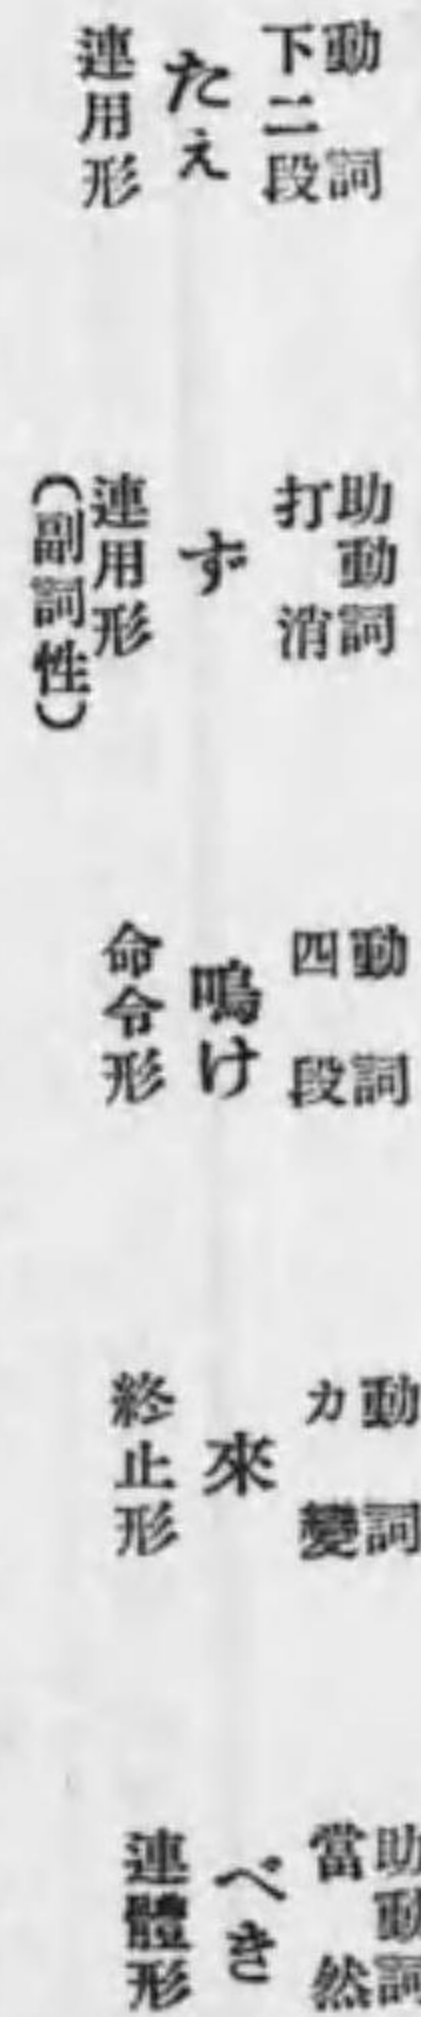 動詞
下二段
たえ
連用形
助動詞
打消
ず
連用形
（副詞性）
動詞
四段
鳴け
命令形
動詞
カ變
來
終止形
助動詞
當然
べき
連體形